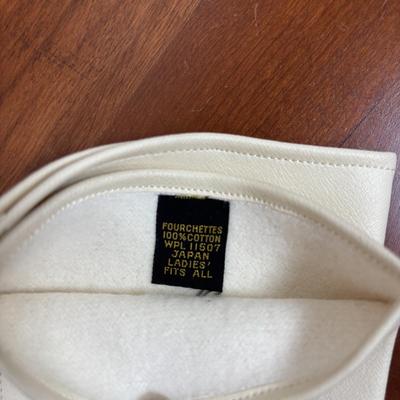 FOURCHETTES
100% COTTON
WPL 11507
JAPAN
LADIES'
FITS ALL